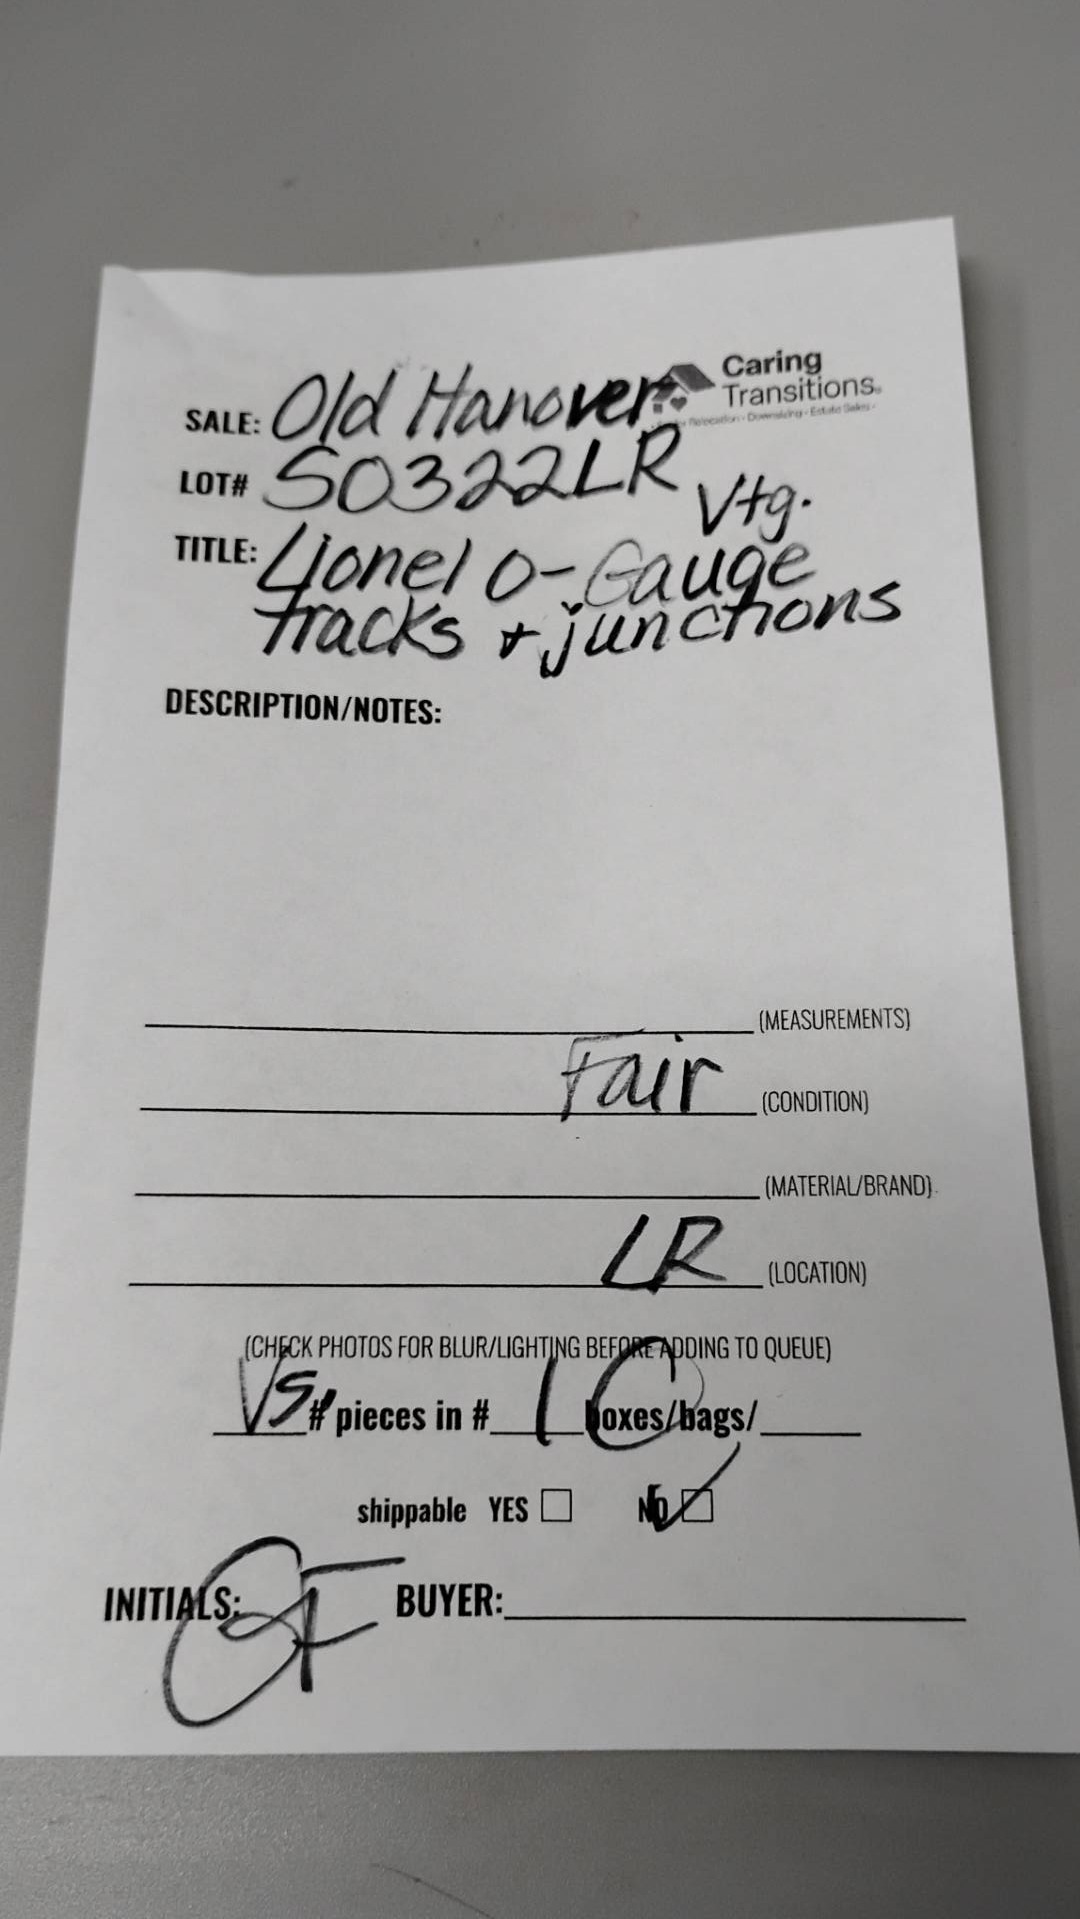 Caring
Transitions
SALE: Old Hanover
LOT# S0322LR
Vtg.
TITLE: Lionel O-Gauge
tracks + junctions
DESCRIPTION/NOTES:
(MEASUREMENTS)
Fair (CONDITION)
(MATERIAL/BRAND)
LR (LOCATION)
(CHECK PHOTOS FOR BLUR/LIGHTING BEFORE ADDING TO QUEUE)
VS. # pieces in # 1 boxes/bags/
shippable YES NO
INITIALS: BUYER: